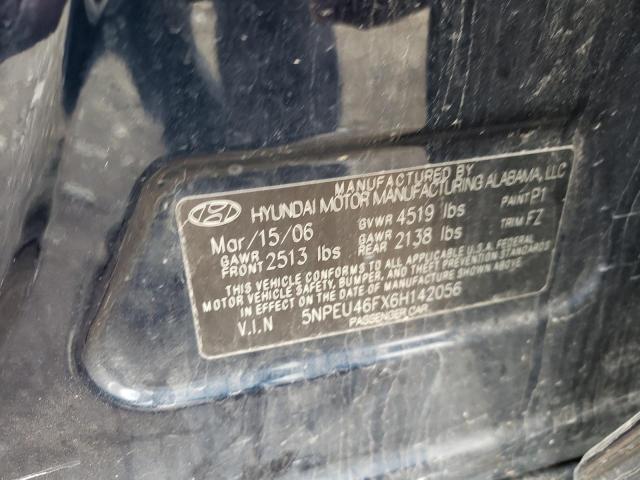 MANUFACTURED BY
HYUNDAI MOTOR MANUFACTURING ALABAMA, LLC
Mar/15/06 GVWR 4519 lbs PAINT P1
GAWR FRONT 2513 lbs GAWR REAR 2138 lbs TRIM FZ
THIS VEHICLE CONFORMS TO ALL APPLICABLE U.S.A. FEDERAL
MOTOR VEHICLE SAFETY, BUMPER, AND THEFT PREVENTION STANDARDS
IN EFFECT ON THE DATE OF MANUFACTURE SHOWN ABOVE.
V.I.N 5NPEU46FX6H142056
PASSENGER CAR